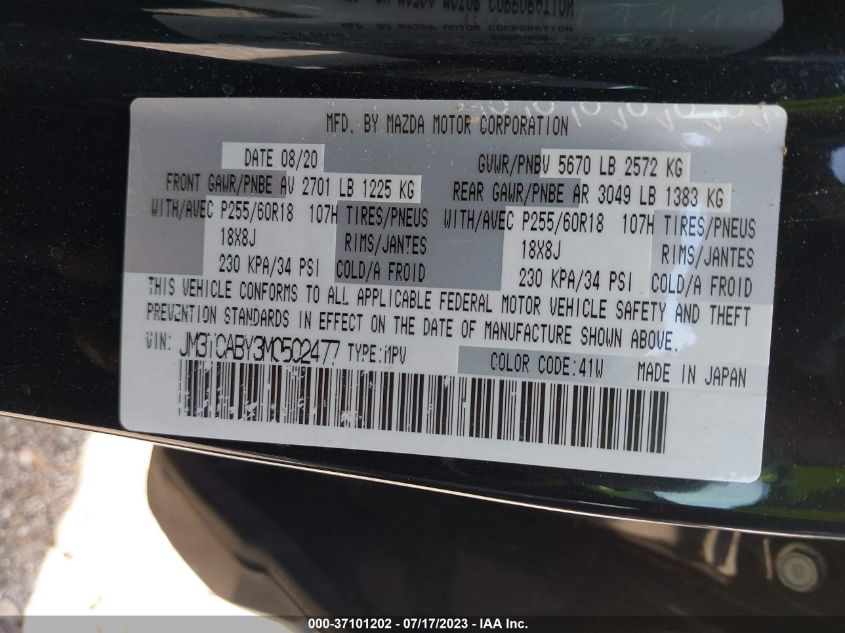 MFD. BY MAZDA MOTOR CORPORATION
DATE 08/20 GVWR/PNBV 5670 LB 2572 KG
FRONT GAWR/PNBE AV 2701 LB 1225 KG REAR GAWR/PNBE AR 3049 LB 1383 KG
WITH/AVEC P255/60R18 107H TIRES/PNEUS WITH/AVEC P255/60R18 107H TIRES/PNEUS
18X8J RIMS/JANTES 18X8J RIMS/JANTES
230 KPA/34 PSI COLD/A FROID 230 KPA/34 PSI COLD/A FROID
THIS VEHICLE CONFORMS TO ALL APPLICABLE FEDERAL MOTOR VEHICLE SAFETY AND THEFT
PREVENTION STANDARDS IN EFFECT ON THE DATE OF MANUFACTURE SHOWN ABOVE.
VIN: JM3TCABY3M0502477 TYPE:MPV COLOR CODE:41W MADE IN JAPAN
000-37101202 - 07/17/2023 - IAA Inc.